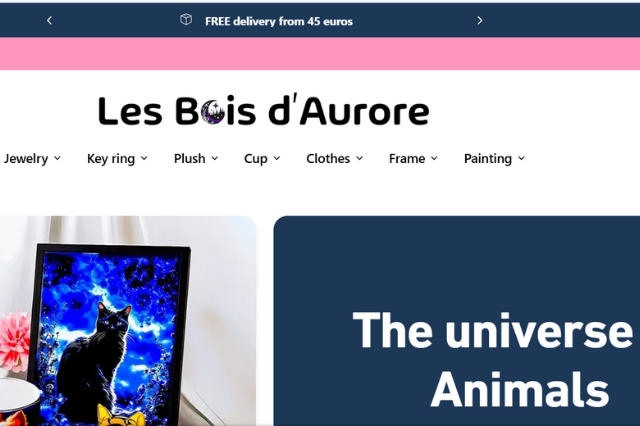 FREE delivery from 45 euros
Les Bois d'Aurore
Jewelry Key ring Plush Cup Clothes Frame Painting
The universe
Animals